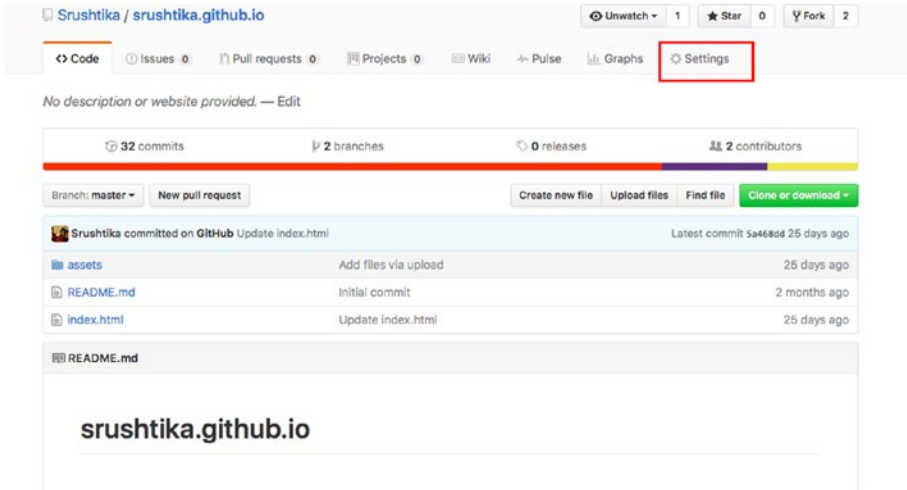 Srushtika / srushtika.github.io Unwatch 1 Star 0 Fork 2
<> Code Issues 0 Pull requests 0 Projects 0 Wiki Pulse Graphs Settings
No description or website provided. — Edit
32 commits 2 branches 0 releases 2 contributors
Branch: master New pull request Create new file Upload files Find file Clone or download
Srushtika committed on GitHub Update index.html Latest commit 5a468dd 25 days ago
assets Add files via upload 25 days ago
README.md Initial commit 2 months ago
index.html Update index.html 25 days ago
README.md
srushtika.github.io